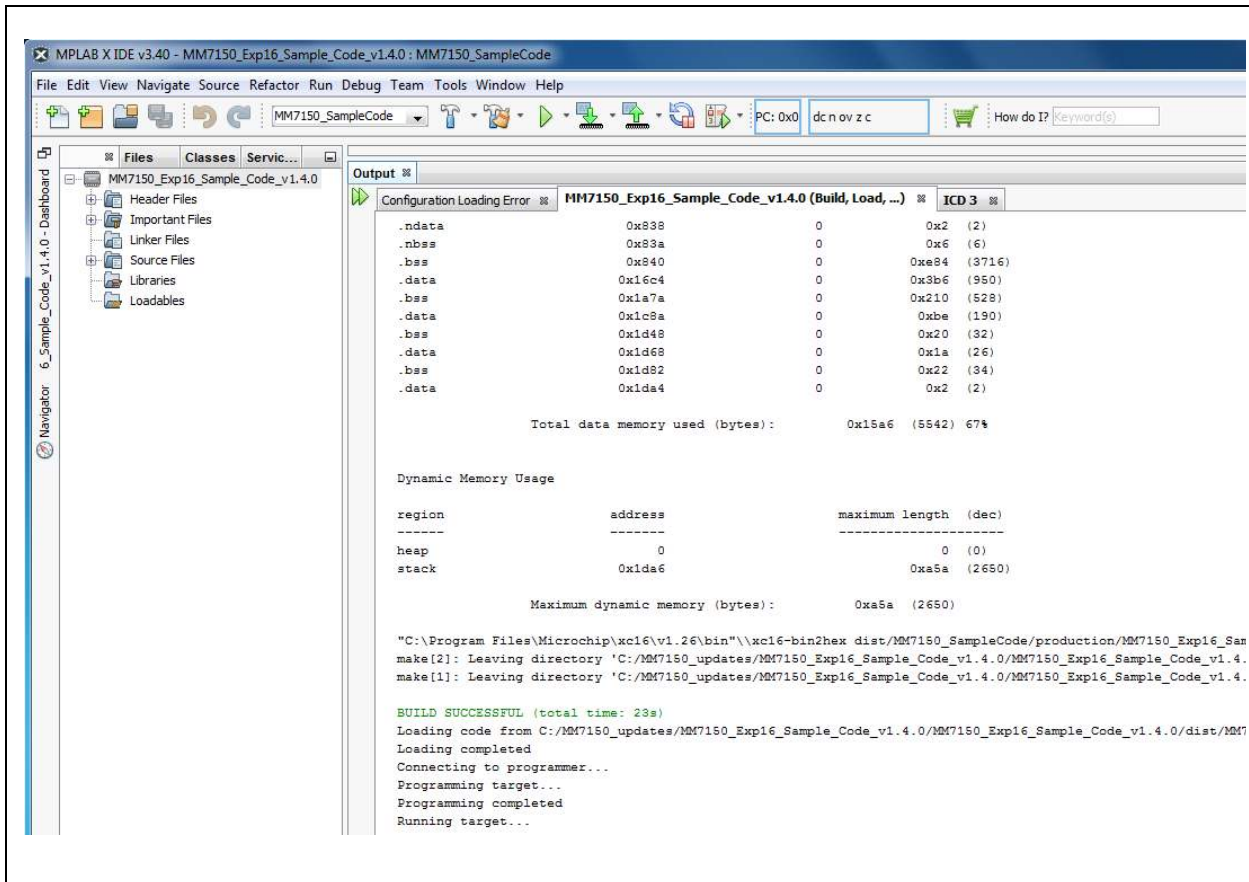 MPLAB X IDE v3.40 - MM7150_Exp16_Sample_Code_v1.4.0 : MM7150_SampleCode
File Edit View Navigate Source Refactor Run Debug Team Tools Window Help
MM7150_SampleCode PC: 0x0 dc n ov z c How do I? Keyword(s)
Files Classes Servic...
MM7150_Exp16_Sample_Code_v1.4.0
Header Files
Important Files
Linker Files
Source Files
Libraries
Loadables
6_Sample_Code_v1.4.0 - Dashboard
Navigator
Output
Configuration Loading Error MM7150_Exp16_Sample_Code_v1.4.0 (Build, Load, ...) ICD 3
.ndata 0x838 0 0x2 (2)
.nbss 0x83a 0 0x6 (6)
.bss 0x840 0 0xe84 (3716)
.data 0x16c4 0 0x3b6 (950)
.bss 0x1a7a 0 0x210 (528)
.data 0x1c8a 0 0xbe (190)
.bss 0x1d48 0 0x20 (32)
.data 0x1d68 0 0x1a (26)
.bss 0x1d82 0 0x22 (34)
.data 0x1da4 0 0x2 (2)
Total data memory used (bytes): 0x15a6 (5542) 67%
Dynamic Memory Usage
region address maximum length (dec)
------ ------- ---------------------
heap 0 0 (0)
stack 0x1da6 0xa5a (2650)
Maximum dynamic memory (bytes): 0xa5a (2650)
"C:\Program Files\Microchip\xc16\v1.26\bin"\\xc16-bin2hex dist/MM7150_SampleCode/production/MM7150_Exp16_Sam
make[2]: Leaving directory 'C:/MM7150_updates/MM7150_Exp16_Sample_Code_v1.4.0/MM7150_Exp16_Sample_Code_v1.4.
make[1]: Leaving directory 'C:/MM7150_updates/MM7150_Exp16_Sample_Code_v1.4.0/MM7150_Exp16_Sample_Code_v1.4.
BUILD SUCCESSFUL (total time: 23s)
Loading code from C:/MM7150_updates/MM7150_Exp16_Sample_Code_v1.4.0/MM7150_Exp16_Sample_Code_v1.4.0/dist/MM7
Loading completed
Connecting to programmer...
Programming target...
Programming completed
Running target...